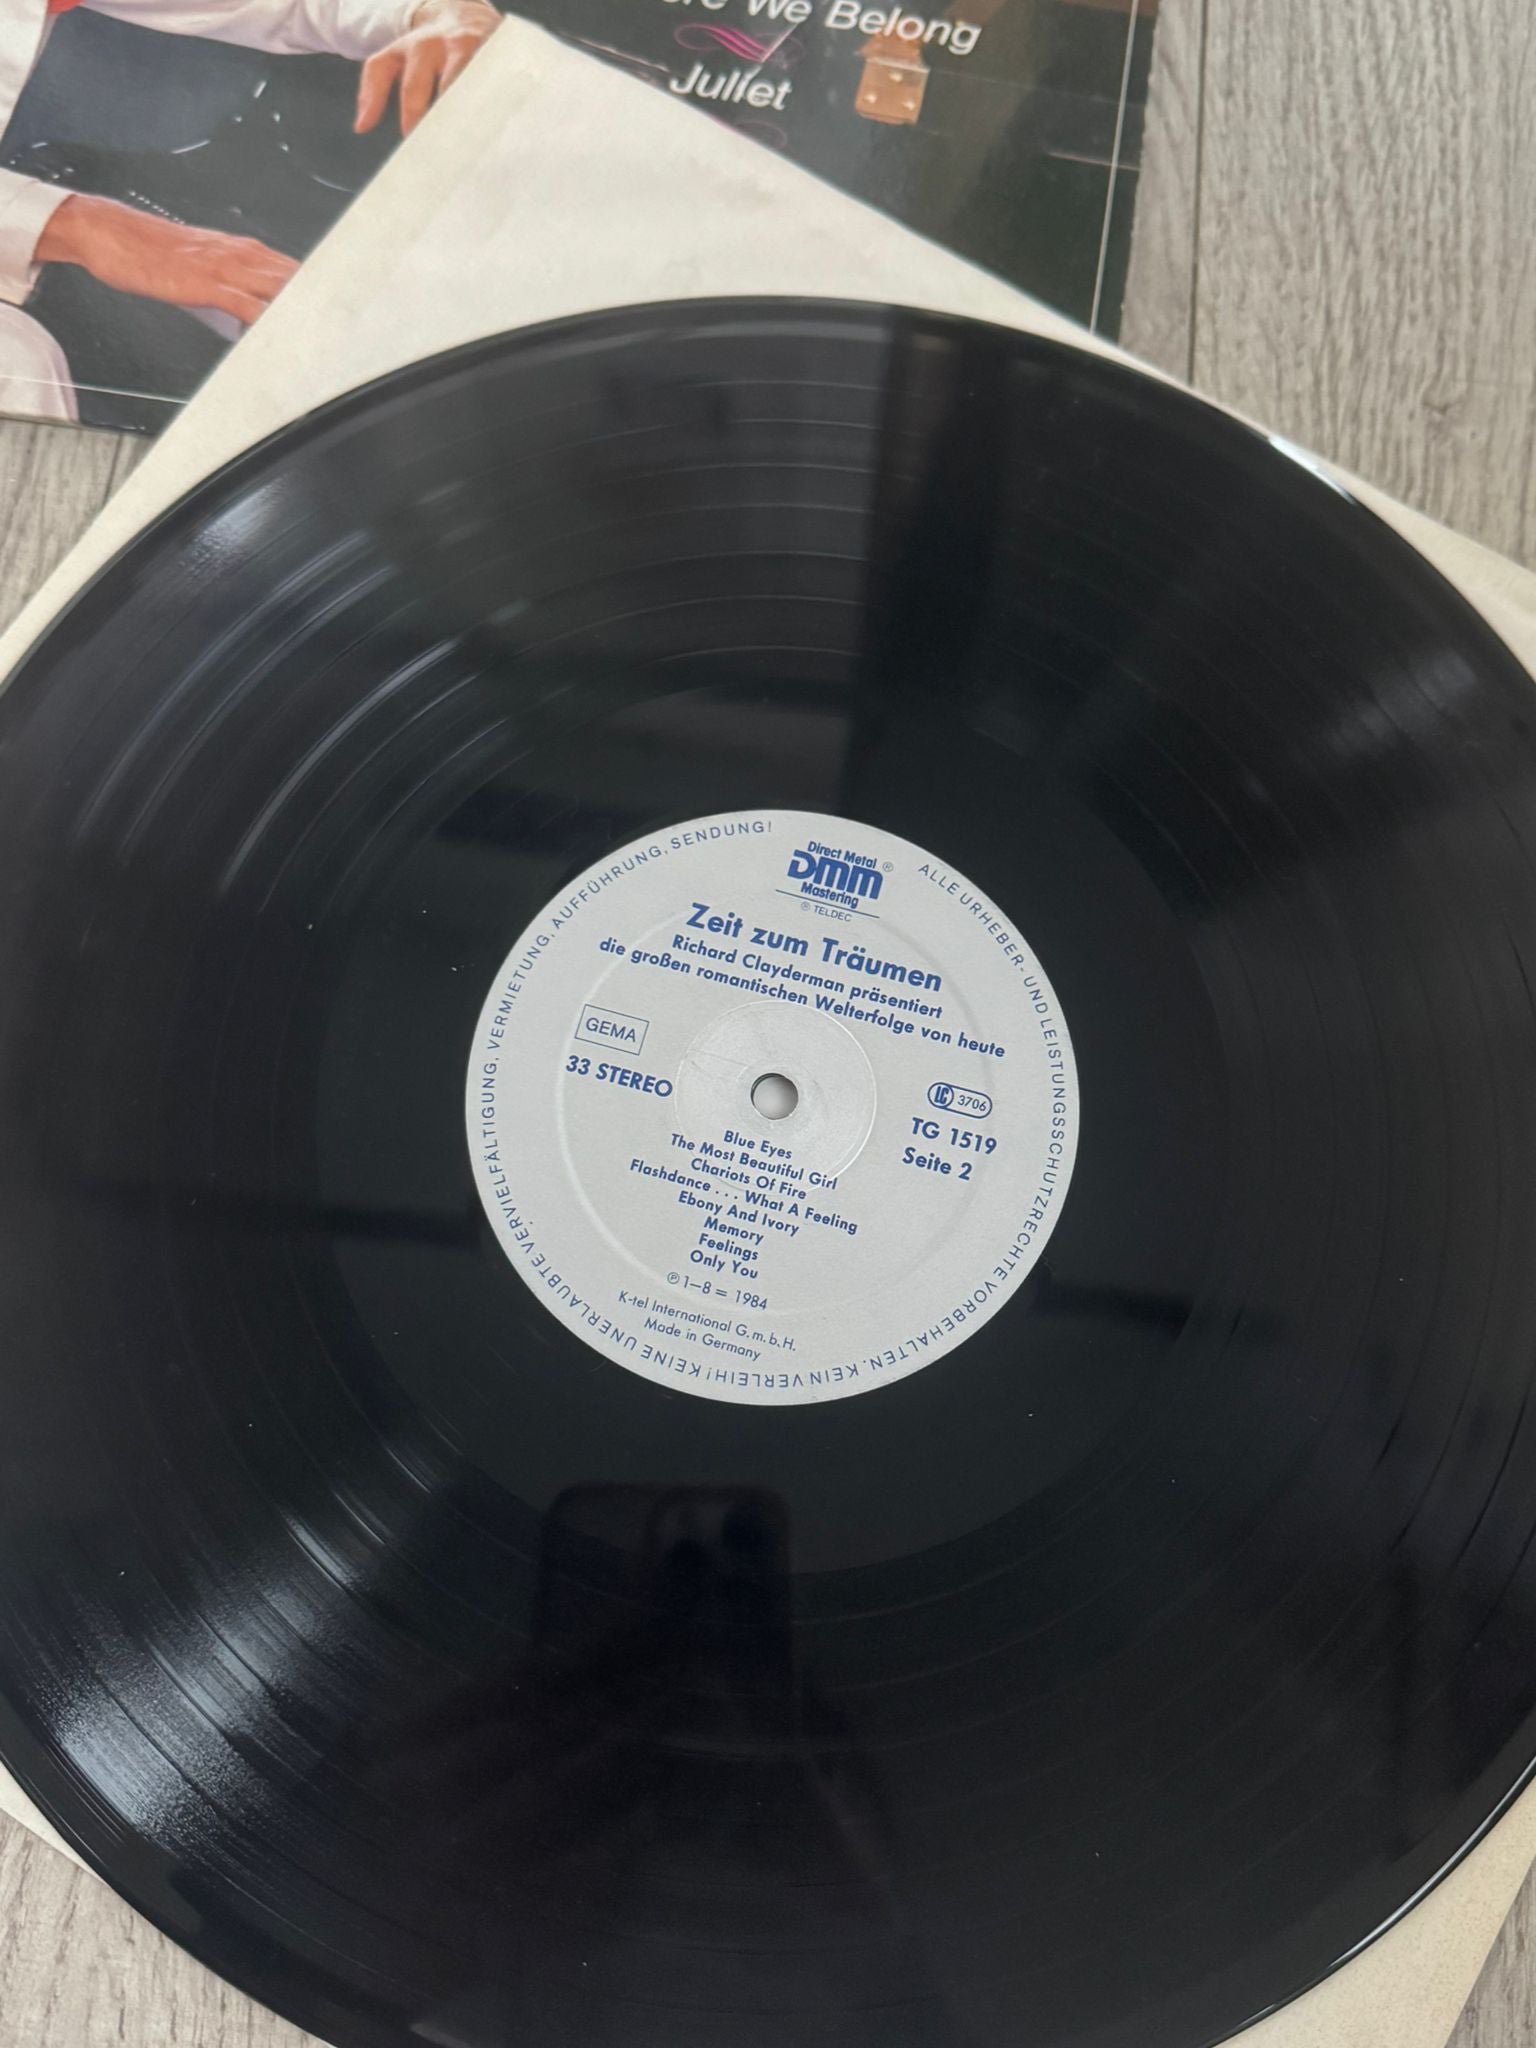 We Belong
Juliet
Direct Metal
DMM ®
Mastering
℗ TELDEC
ALLE URHEBER- UND LEISTUNGSSCHUTZRECHTE VORBEHALTEN. KEIN VERLEIH! KEINE UNERLAUBTE VERVIELFÄLTIGUNG, VERMIETUNG, AUFFÜHRUNG, SENDUNG!
Zeit zum Träumen
Richard Clayderman präsentiert
die großen romantischen Welterfolge von heute
GEMA
33 STEREO
LC 3706
TG 1519
Seite 2
Blue Eyes
The Most Beautiful Girl
Chariots Of Fire
Flashdance . . . What A Feeling
Ebony And Ivory
Memory
Feelings
Only You
℗ 1–8 = 1984
K-tel International G.m.b.H.
Made in Germany